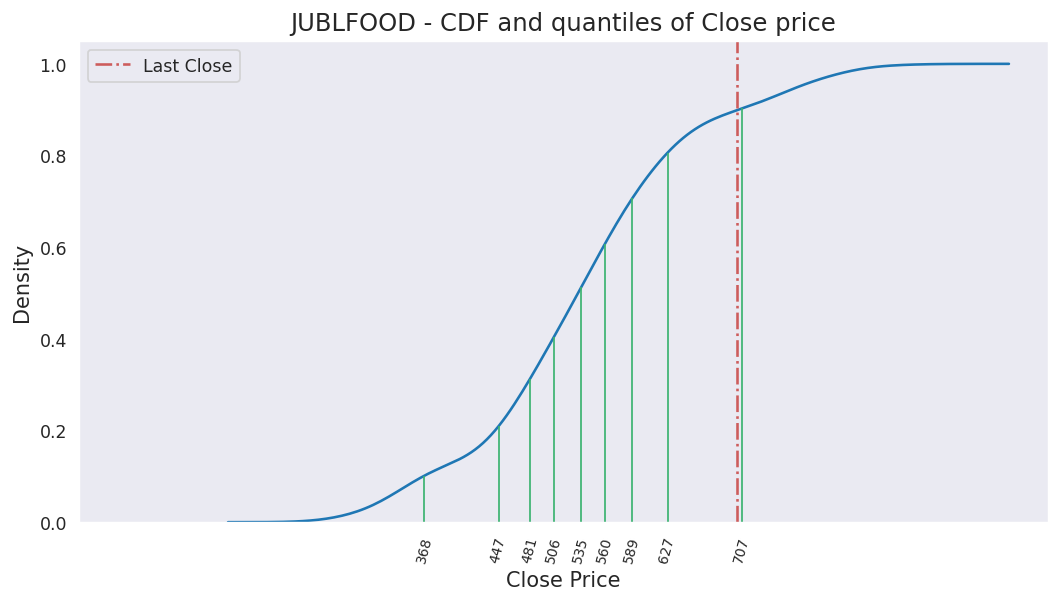 JUBLFOOD - CDF and quantiles of Close price
Last Close
1.0
0.8
0.6
0.4
0.2
0.0
Density
368 447 481 506 535 560 589 627 707
Close Price